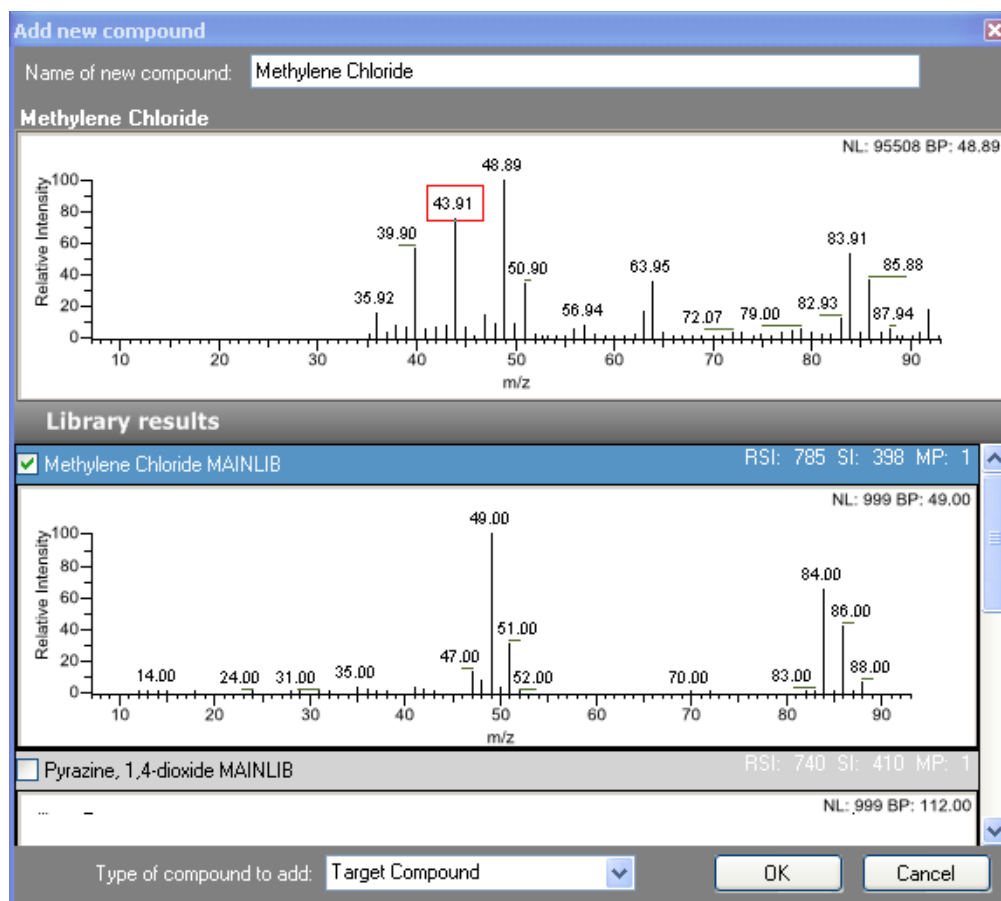 Add new compound
Name of new compound: Methylene Chloride
Methylene Chloride
NL: 95508 BP: 48.89
48.89
100
43.91
80
39.90
83.91
60
50.90
63.95
85.88
40
35.92
56.94
72.07
79.00
82.93
87.94
20
0
Relative Intensity
10 20 30 40 50 60 70 80 90
m/z
Library results
Methylene Chloride MAINLIB RSI: 785 SI: 398 MP: 1
NL: 999 BP: 49.00
49.00
100
84.00
80
60
86.00
51.00
40
47.00
88.00
20
14.00 24.00 31.00 35.00 52.00 70.00 83.00
0
Relative Intensity
10 20 30 40 50 60 70 80 90
m/z
Pyrazine, 1,4-dioxide MAINLIB RSI: 740 SI: 410 MP: 1
NL: 999 BP: 112.00
Type of compound to add: Target Compound OK Cancel